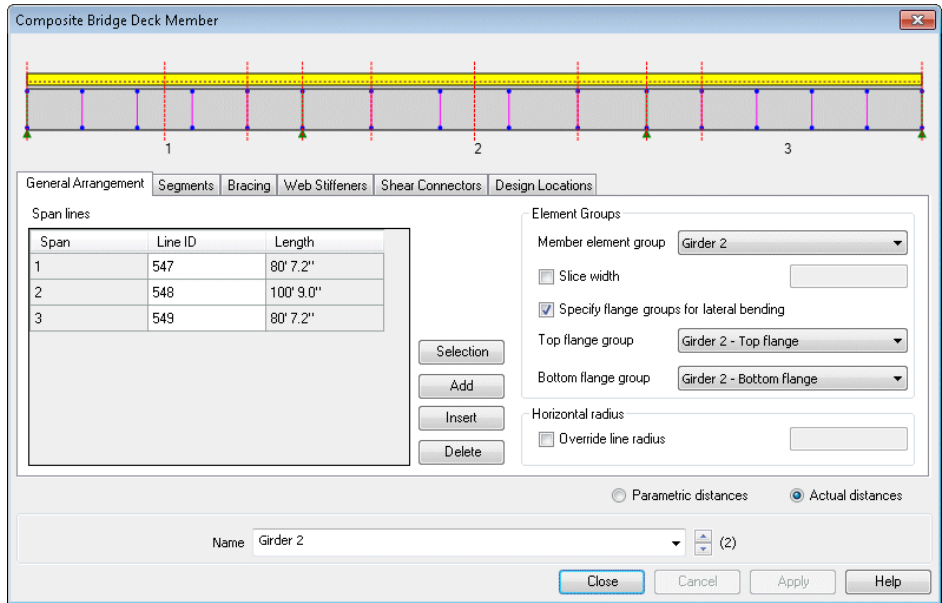 Composite Bridge Deck Member
1 2 3
General Arrangement Segments Bracing Web Stiffeners Shear Connectors Design Locations
Span lines
Span Line ID Length
1 547 80' 7.2''
2 548 100' 9.0''
3 549 80' 7.2''
Selection
Add
Insert
Delete
Element Groups
Member element group Girder 2
Slice width
Specify flange groups for lateral bending
Top flange group Girder 2 - Top flange
Bottom flange group Girder 2 - Bottom flange
Horizontal radius
Override line radius
Parametric distances Actual distances
Name Girder 2 (2)
Close Cancel Apply Help